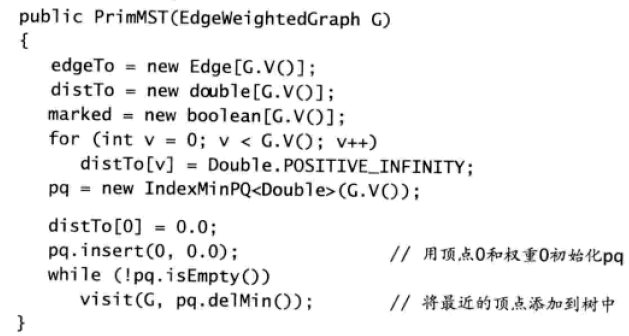 public PrimMST(EdgeWeightedGraph G)
{
edgeTo = new Edge[G.V()];
distTo = new double[G.V()];
marked = new boolean[G.V()];
for (int v = 0; v < G.V(); v++)
distTo[v] = Double.POSITIVE_INFINITY;
pq = new IndexMinPQ<Double>(G.V());
distTo[0] = 0.0;
pq.insert(0, 0.0); // 用顶点0和权重0初始化pq
while (!pq.isEmpty())
visit(G, pq.delMin()); // 将最近的顶点添加到树中
}